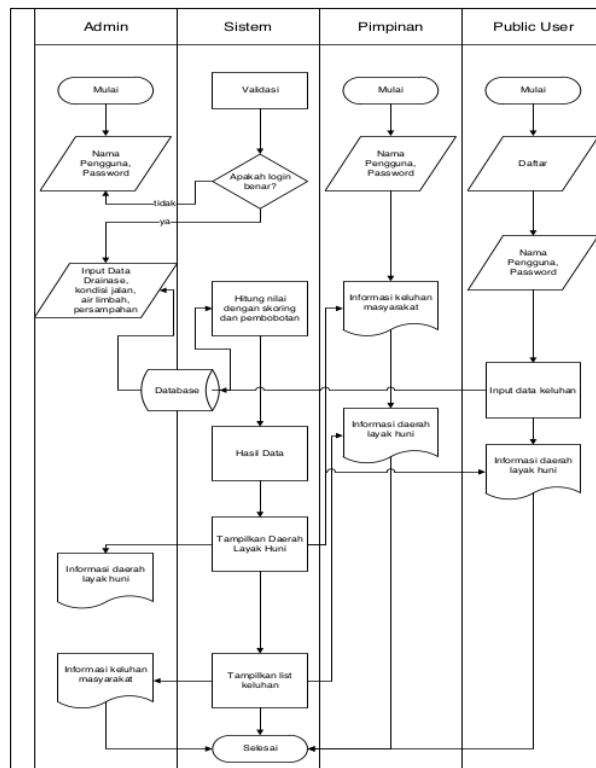 Admin
Sistem
Pimpinan
Public User
Mulai
Validasi
Mulai
Mulai
Nama
Pengguna,
Password
Apakah login
benar?
Nama
Pengguna,
Password
Daftar
tidak
ya
Nama
Pengguna,
Password
Input Data
Drainase,
kondisi jalan,
air limbah,
persampahan
Hitung nilai
dengan skoring
dan pembobotan
Informasi keluhan
masyarakat
Database
Input data keluhan
Hasil Data
Informasi daerah
layak huni
Informasi daerah
layak huni
Tampilkan Daerah
Layak Huni
Informasi daerah
layak huni
Informasi keluhan
masyarakat
Tampilkan list
keluhan
Selesai